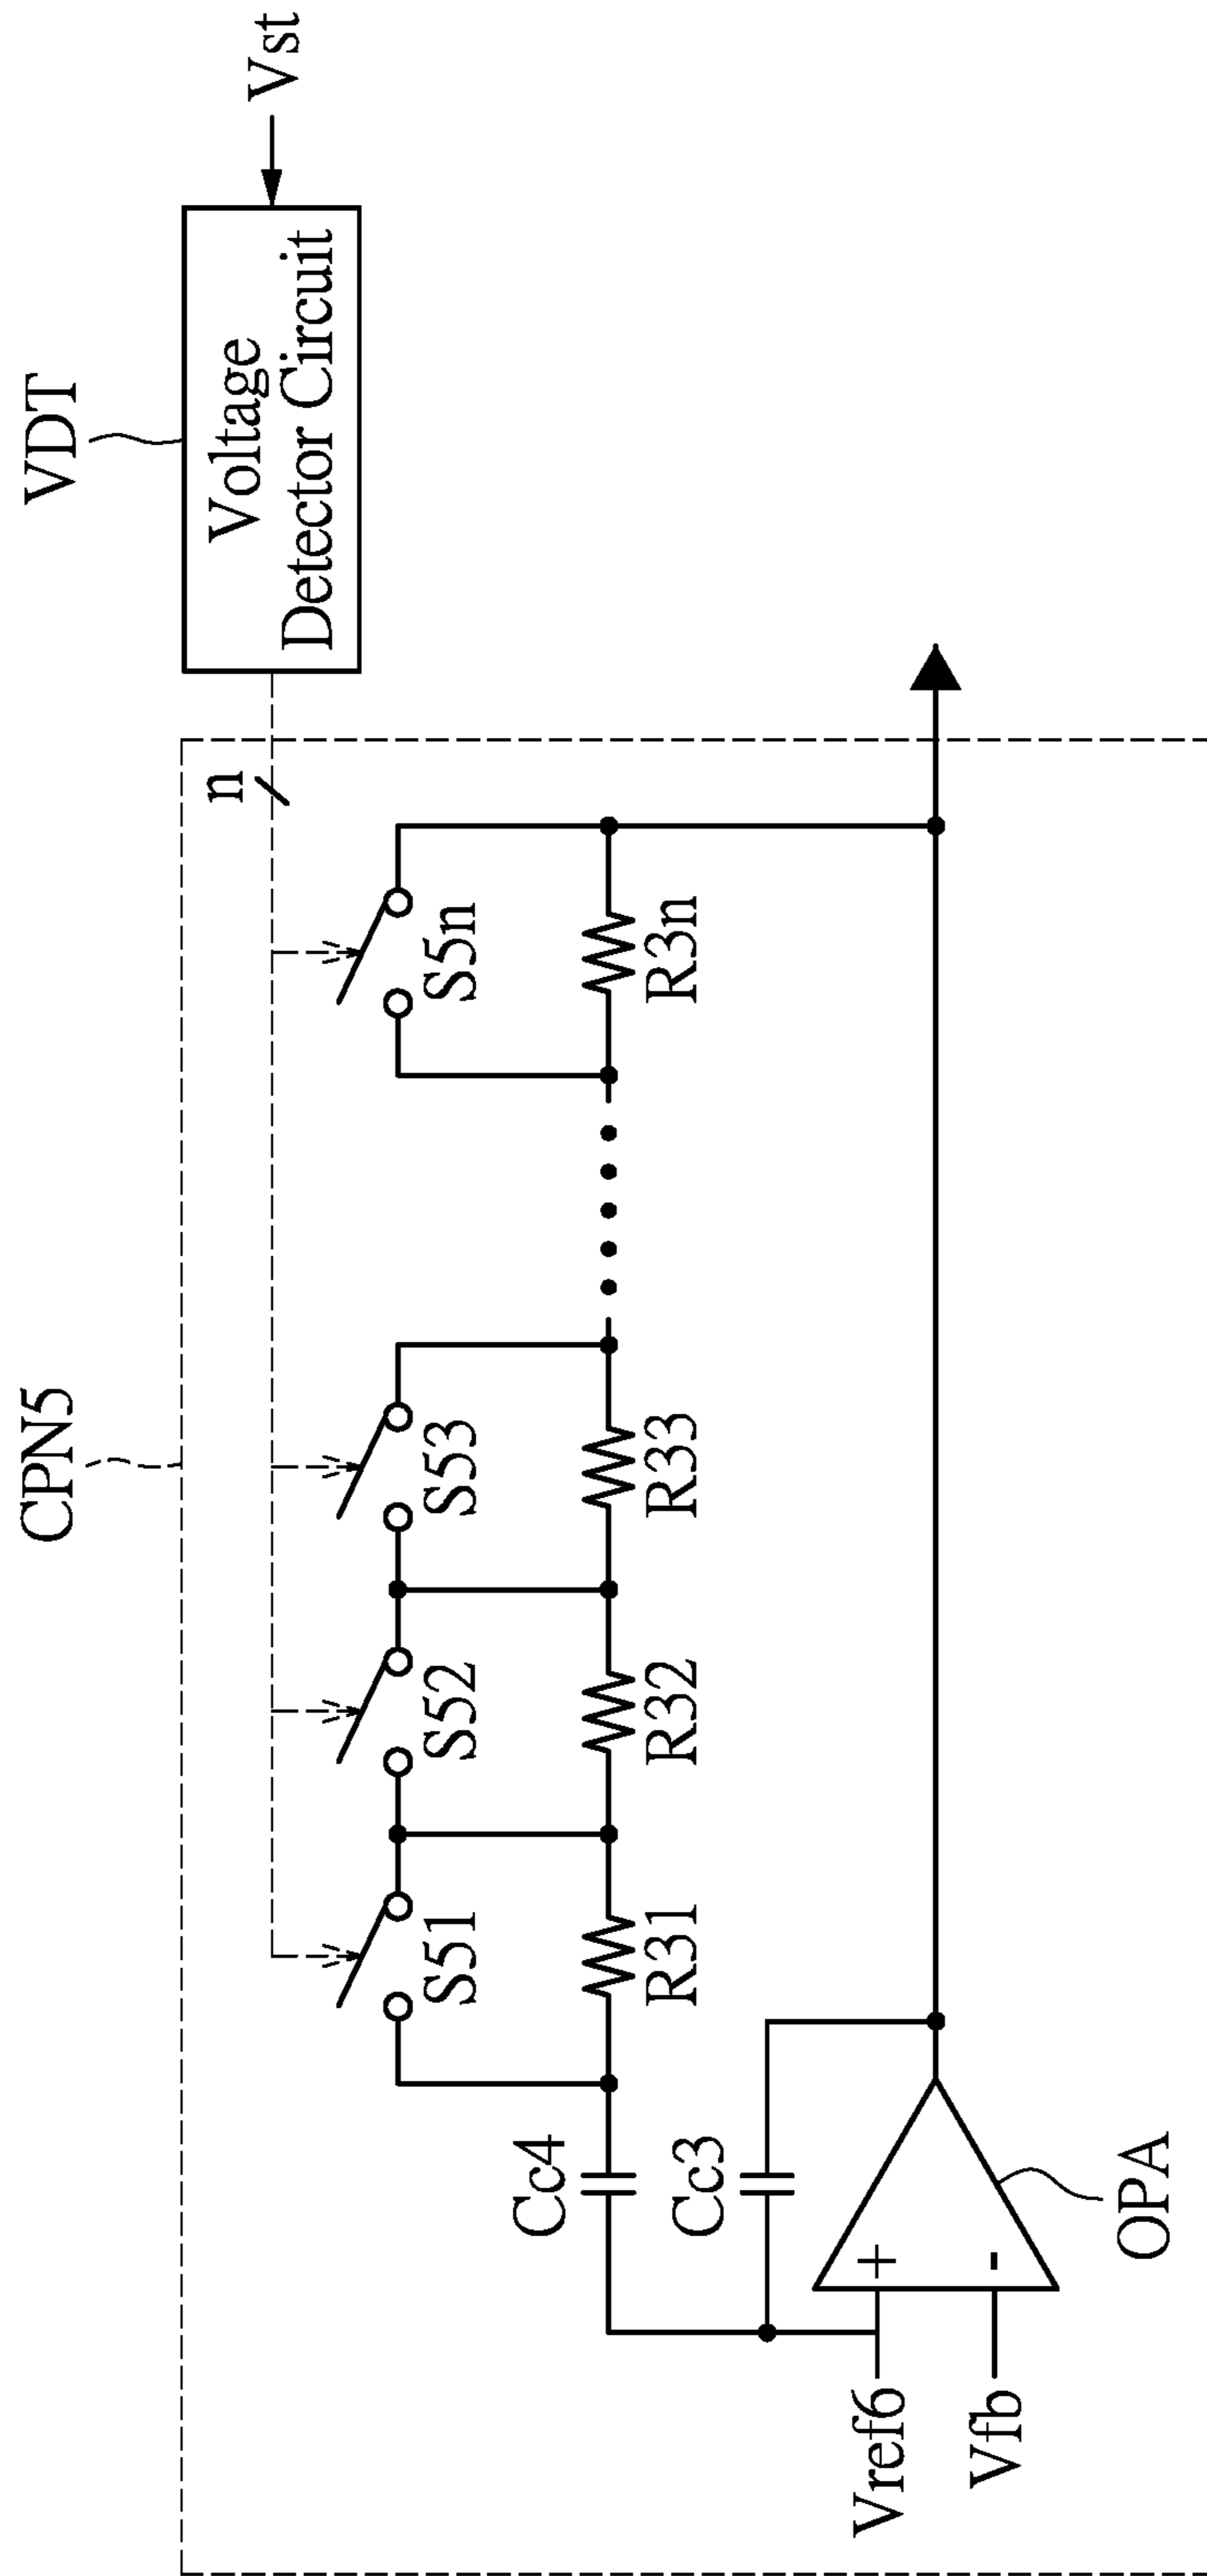 CPN5
VDT
Voltage
Detector Circuit
Vst
n
S51
S52
S53
S5n
R31
R32
R33
R3n
Cc4
Cc3
Vref6
+
Vfb
-
OPA